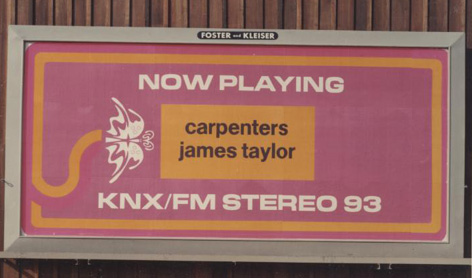 FOSTER and KLEISER
NOW PLAYING
carpenters
james taylor
KNX/FM STEREO 93